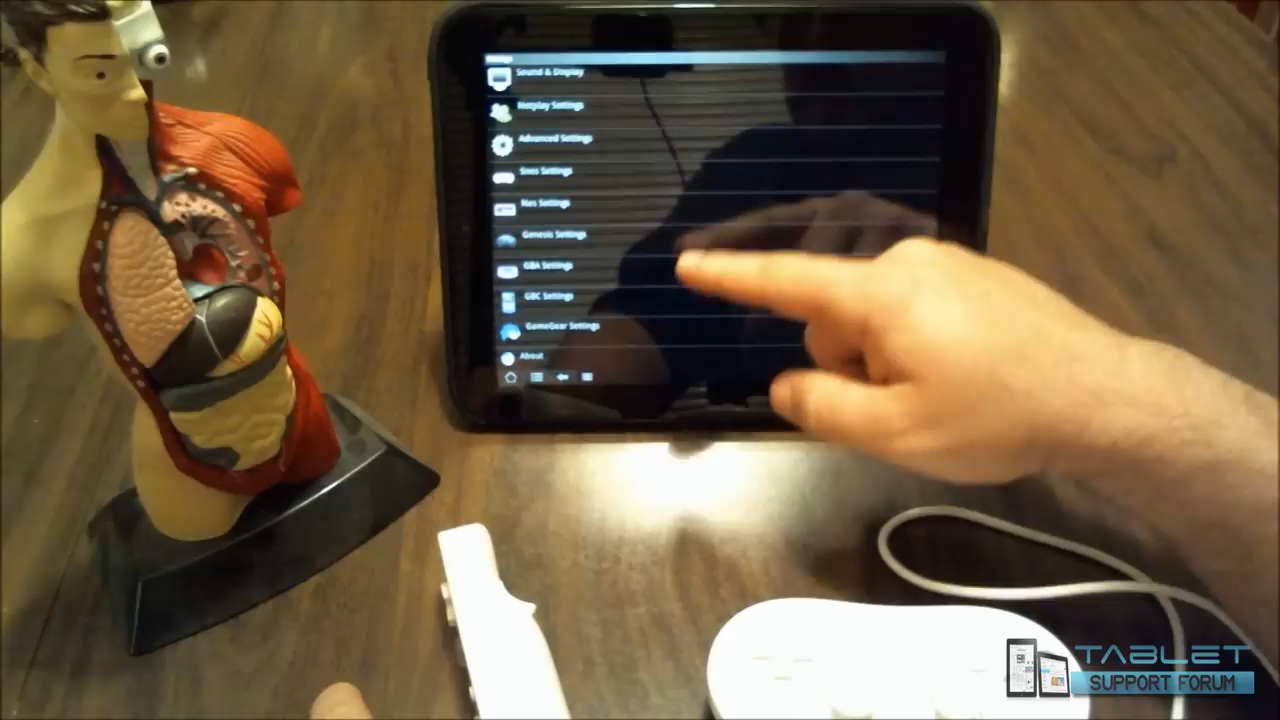 Sound & Display
Netplay Settings
Advanced Settings
Snes Settings
Nes Settings
Genesis Settings
GBA Settings
GBC Settings
GameGear Settings
About
TABLET
SUPPORT FORUM